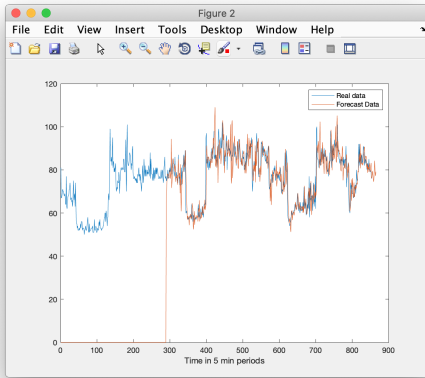 Figure 2
File Edit View Insert Tools Desktop Window Help
Real data
Forecast Data
120
100
80
60
40
20
0
0 100 200 300 400 500 600 700 800 900
Time in 5 min periods